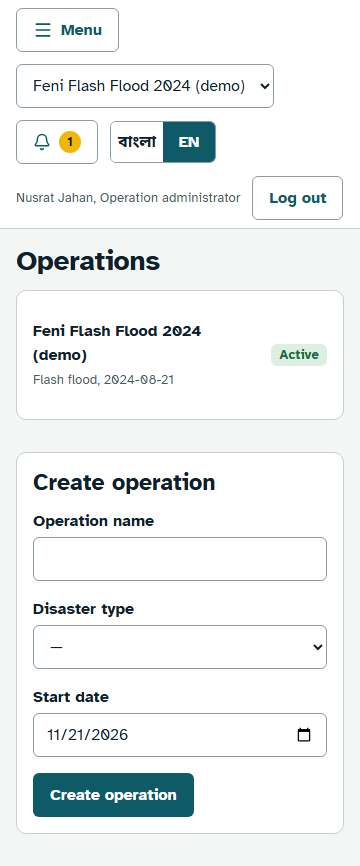 Menu
Feni Flash Flood 2024 (demo)
1
বাংলা
EN
Nusrat Jahan, Operation administrator
Log out
Operations
Feni Flash Flood 2024
(demo)
Active
Flash flood, 2024-08-21
Create operation
Operation name
Disaster type
—
Start date
11/21/2026
Create operation